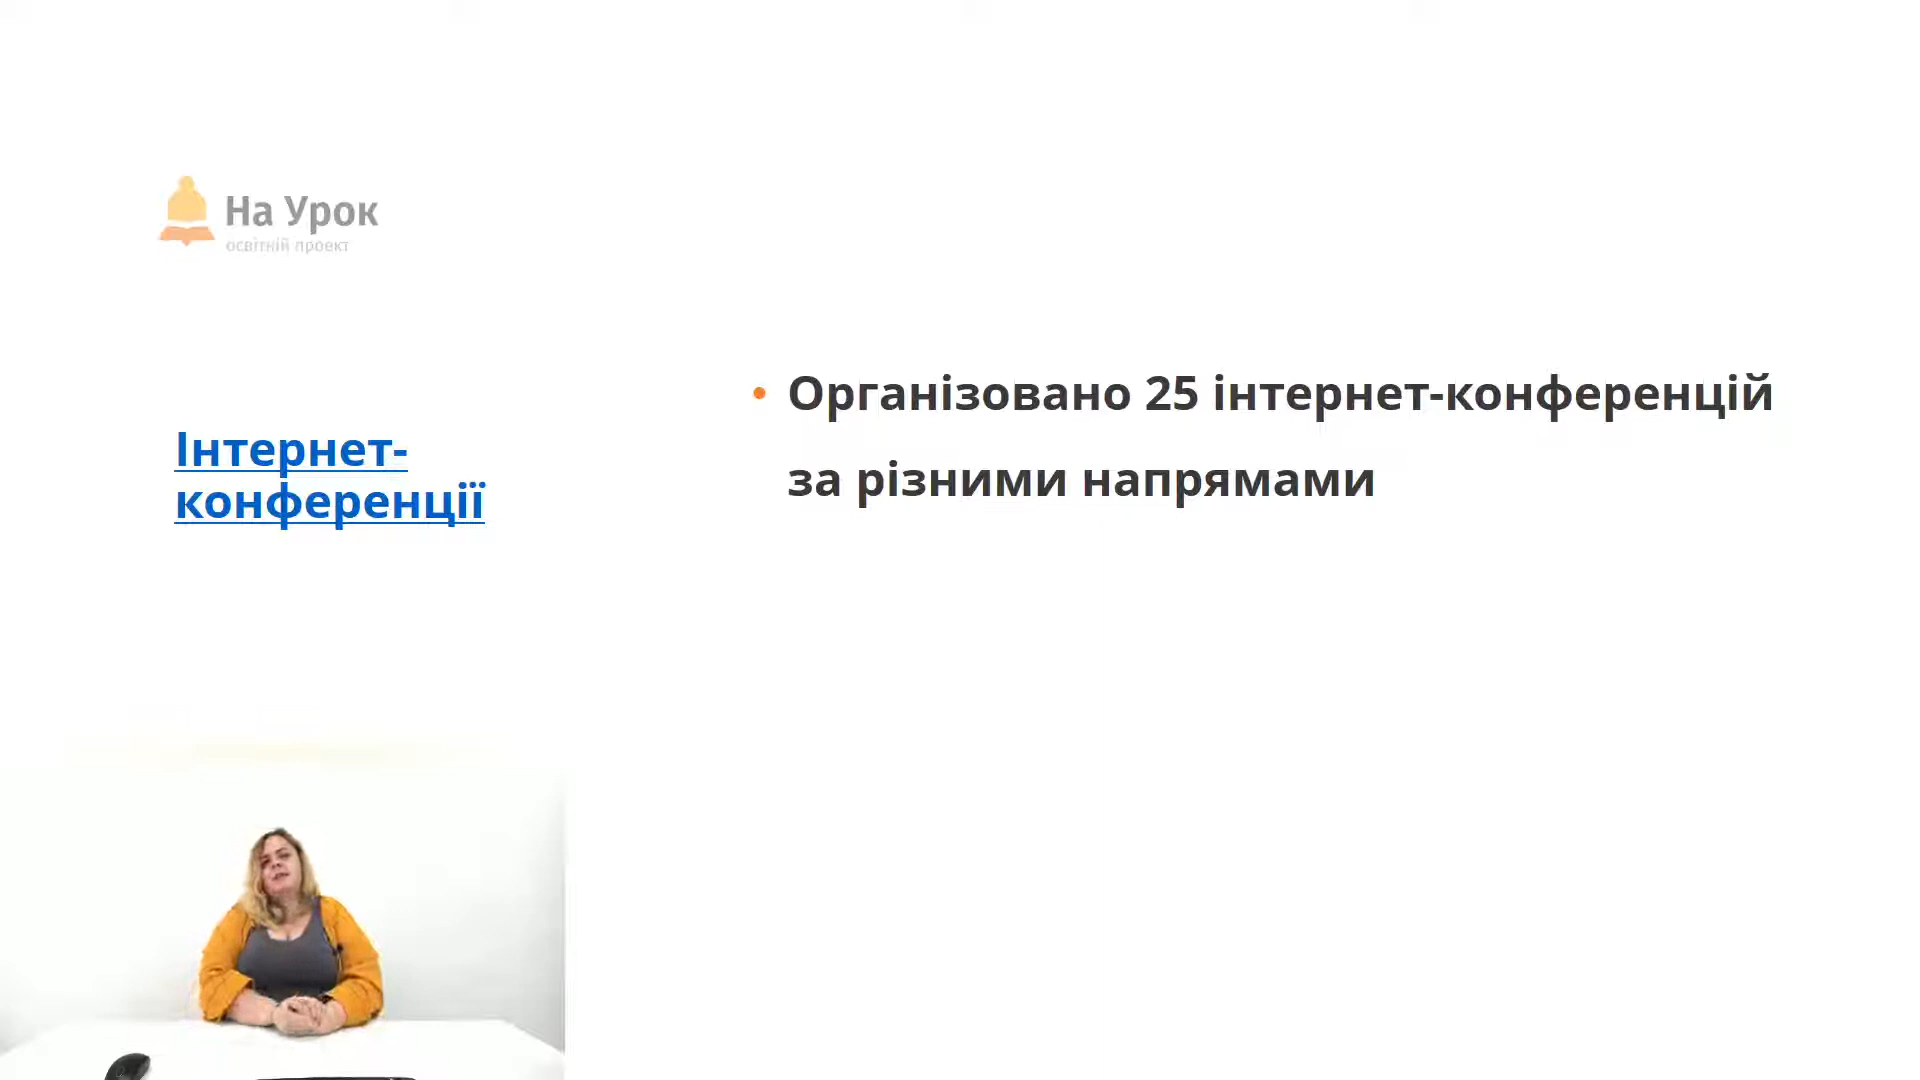 На Урок
освітній проект
Інтернет-
конференції
• Організовано 25 інтернет-конференцій
за різними напрямами